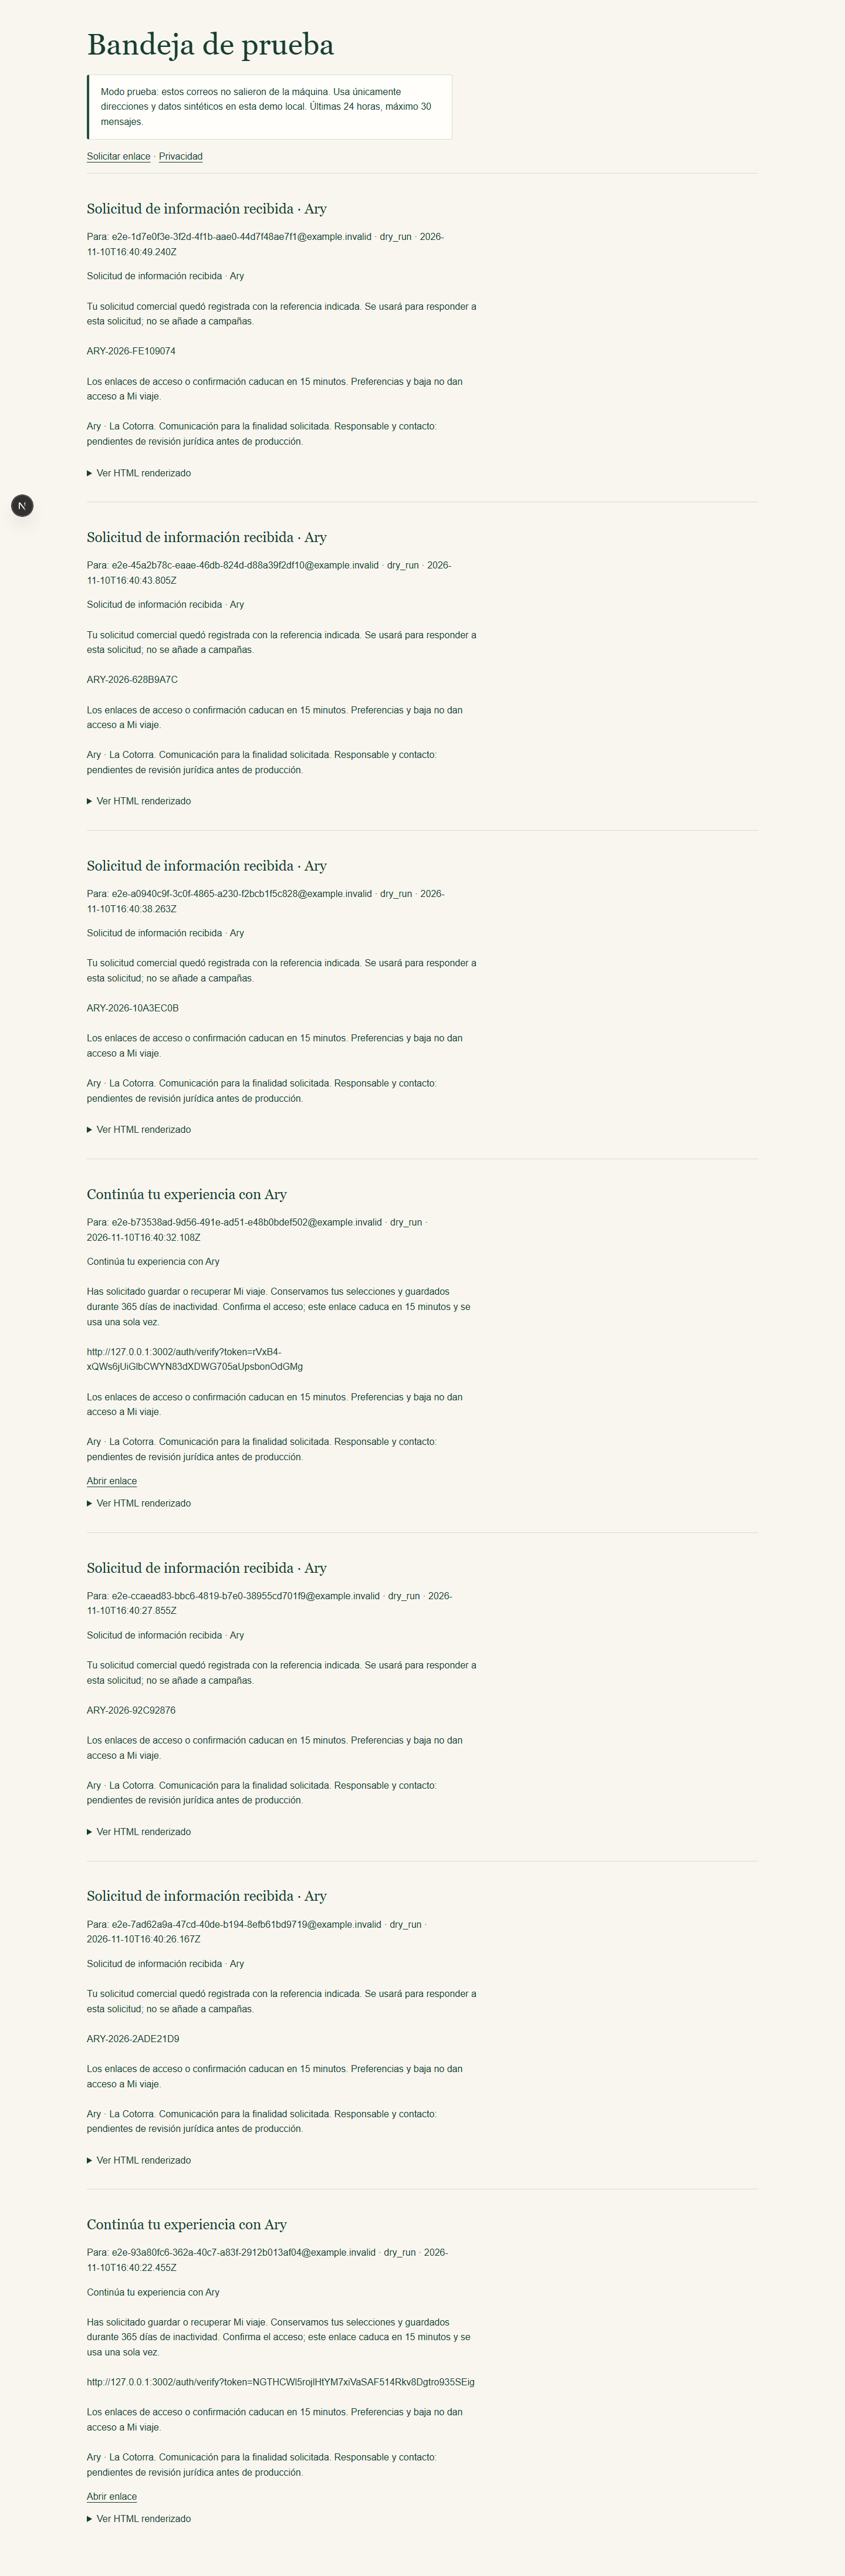 Bandeja de prueba
Modo prueba: estos correos no salieron de la máquina. Usa únicamente
direcciones y datos sintéticos en esta demo local. Últimas 24 horas, máximo 30
mensajes.
Solicitar enlace · Privacidad
Solicitud de información recibida · Ary
Para: e2e-1d7e0f3e-3f2d-4f1b-aae0-44d7f48ae7f1@example.invalid · dry_run · 2026-
11-10T16:40:49.240Z
Solicitud de información recibida · Ary
Tu solicitud comercial quedó registrada con la referencia indicada. Se usará para responder a
esta solicitud; no se añade a campañas.
ARY-2026-FE109074
Los enlaces de acceso o confirmación caducan en 15 minutos. Preferencias y baja no dan
acceso a Mi viaje.
Ary · La Cotorra. Comunicación para la finalidad solicitada. Responsable y contacto:
pendientes de revisión jurídica antes de producción.
▶ Ver HTML renderizado
N
Solicitud de información recibida · Ary
Para: e2e-45a2b78c-eaae-46db-824d-d88a39f2df10@example.invalid · dry_run · 2026-
11-10T16:40:43.805Z
Solicitud de información recibida · Ary
Tu solicitud comercial quedó registrada con la referencia indicada. Se usará para responder a
esta solicitud; no se añade a campañas.
ARY-2026-628B9A7C
Los enlaces de acceso o confirmación caducan en 15 minutos. Preferencias y baja no dan
acceso a Mi viaje.
Ary · La Cotorra. Comunicación para la finalidad solicitada. Responsable y contacto:
pendientes de revisión jurídica antes de producción.
▶ Ver HTML renderizado
Solicitud de información recibida · Ary
Para: e2e-a0940c9f-3c0f-4865-a230-f2bcb1f5c828@example.invalid · dry_run · 2026-
11-10T16:40:38.263Z
Solicitud de información recibida · Ary
Tu solicitud comercial quedó registrada con la referencia indicada. Se usará para responder a
esta solicitud; no se añade a campañas.
ARY-2026-10A3EC0B
Los enlaces de acceso o confirmación caducan en 15 minutos. Preferencias y baja no dan
acceso a Mi viaje.
Ary · La Cotorra. Comunicación para la finalidad solicitada. Responsable y contacto:
pendientes de revisión jurídica antes de producción.
▶ Ver HTML renderizado
Continúa tu experiencia con Ary
Para: e2e-b73538ad-9d56-491e-ad51-e48b0bdef502@example.invalid · dry_run ·
2026-11-10T16:40:32.108Z
Continúa tu experiencia con Ary
Has solicitado guardar o recuperar Mi viaje. Conservamos tus selecciones y guardados
durante 365 días de inactividad. Confirma el acceso; este enlace caduca en 15 minutos y se
usa una sola vez.
http://127.0.0.1:3002/auth/verify?token=rVxB4-
xQWs6jUiGlbCWYN83dXDWG705aUpsbonOdGMg
Los enlaces de acceso o confirmación caducan en 15 minutos. Preferencias y baja no dan
acceso a Mi viaje.
Ary · La Cotorra. Comunicación para la finalidad solicitada. Responsable y contacto:
pendientes de revisión jurídica antes de producción.
Abrir enlace
▶ Ver HTML renderizado
Solicitud de información recibida · Ary
Para: e2e-ccaead83-bbc6-4819-b7e0-38955cd701f9@example.invalid · dry_run · 2026-
11-10T16:40:27.855Z
Solicitud de información recibida · Ary
Tu solicitud comercial quedó registrada con la referencia indicada. Se usará para responder a
esta solicitud; no se añade a campañas.
ARY-2026-92C92876
Los enlaces de acceso o confirmación caducan en 15 minutos. Preferencias y baja no dan
acceso a Mi viaje.
Ary · La Cotorra. Comunicación para la finalidad solicitada. Responsable y contacto:
pendientes de revisión jurídica antes de producción.
▶ Ver HTML renderizado
Solicitud de información recibida · Ary
Para: e2e-7ad62a9a-47cd-40de-b194-8efb61bd9719@example.invalid · dry_run ·
2026-11-10T16:40:26.167Z
Solicitud de información recibida · Ary
Tu solicitud comercial quedó registrada con la referencia indicada. Se usará para responder a
esta solicitud; no se añade a campañas.
ARY-2026-2ADE21D9
Los enlaces de acceso o confirmación caducan en 15 minutos. Preferencias y baja no dan
acceso a Mi viaje.
Ary · La Cotorra. Comunicación para la finalidad solicitada. Responsable y contacto:
pendientes de revisión jurídica antes de producción.
▶ Ver HTML renderizado
Continúa tu experiencia con Ary
Para: e2e-93a80fc6-362a-40c7-a83f-2912b013af04@example.invalid · dry_run · 2026-
11-10T16:40:22.455Z
Continúa tu experiencia con Ary
Has solicitado guardar o recuperar Mi viaje. Conservamos tus selecciones y guardados
durante 365 días de inactividad. Confirma el acceso; este enlace caduca en 15 minutos y se
usa una sola vez.
http://127.0.0.1:3002/auth/verify?token=NGTHCWl5rojlHtYM7xiVaSAF514Rkv8Dgtro935SEig
Los enlaces de acceso o confirmación caducan en 15 minutos. Preferencias y baja no dan
acceso a Mi viaje.
Ary · La Cotorra. Comunicación para la finalidad solicitada. Responsable y contacto:
pendientes de revisión jurídica antes de producción.
Abrir enlace
▶ Ver HTML renderizado